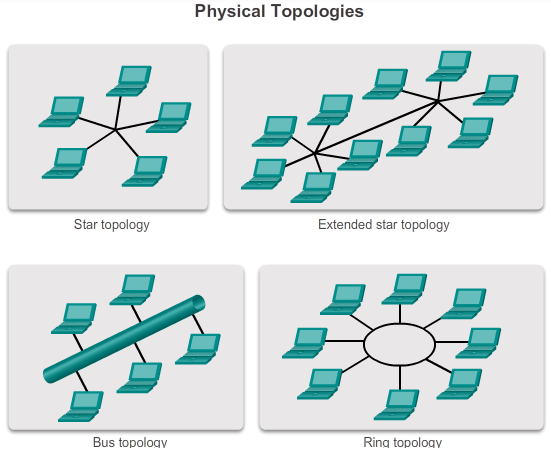 Physical Topologies
Star topology
Extended star topology
Bus topology
Ring topology